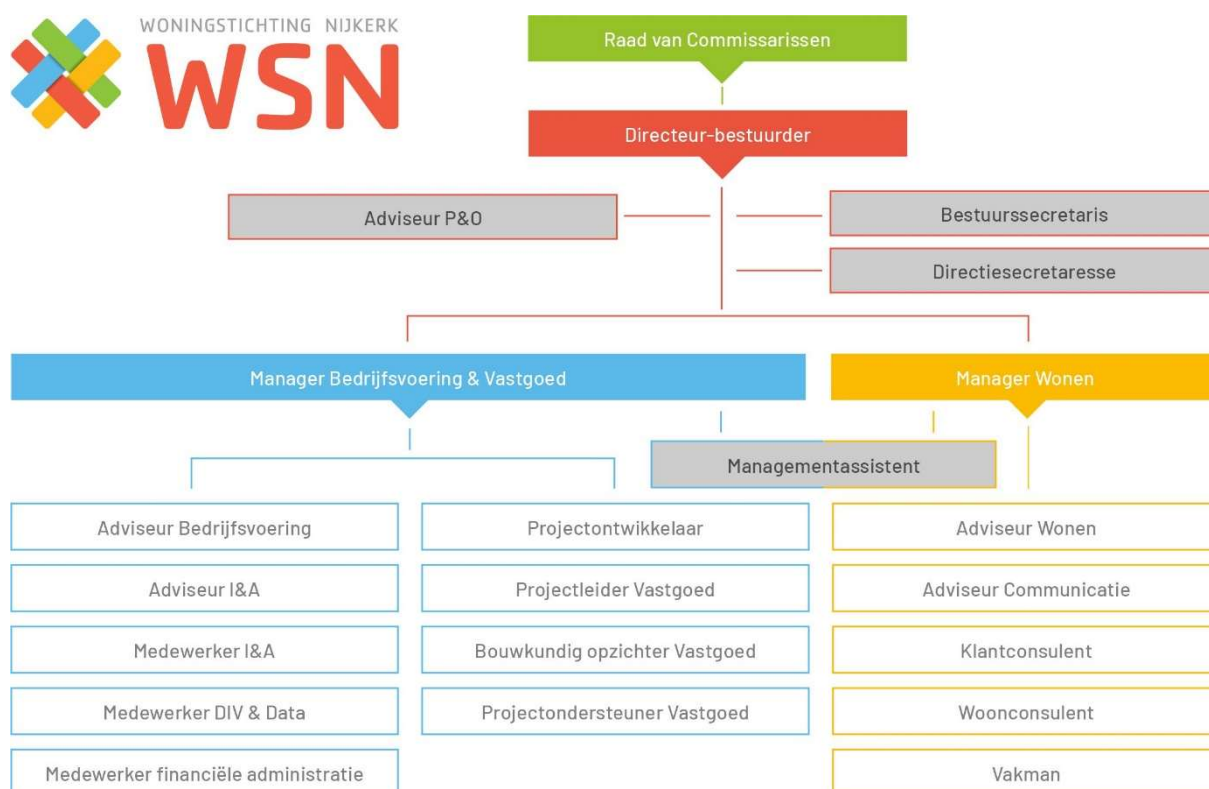 WONINGSTICHTING NIJKERK
WSN
Raad van Commissarissen
Directeur-bestuurder
Adviseur P&O
Bestuurssecretaris
Directiesecretaresse
Manager Bedrijfsvoering & Vastgoed
Manager Wonen
Managementassistent
Adviseur Bedrijfsvoering
Projectontwikkelaar
Adviseur Wonen
Adviseur I&A
Projectleider Vastgoed
Adviseur Communicatie
Medewerker I&A
Bouwkundig opzichter Vastgoed
Klantconsulent
Medewerker DIV & Data
Projectondersteuner Vastgoed
Woonconsulent
Medewerker financiële administratie
Vakman